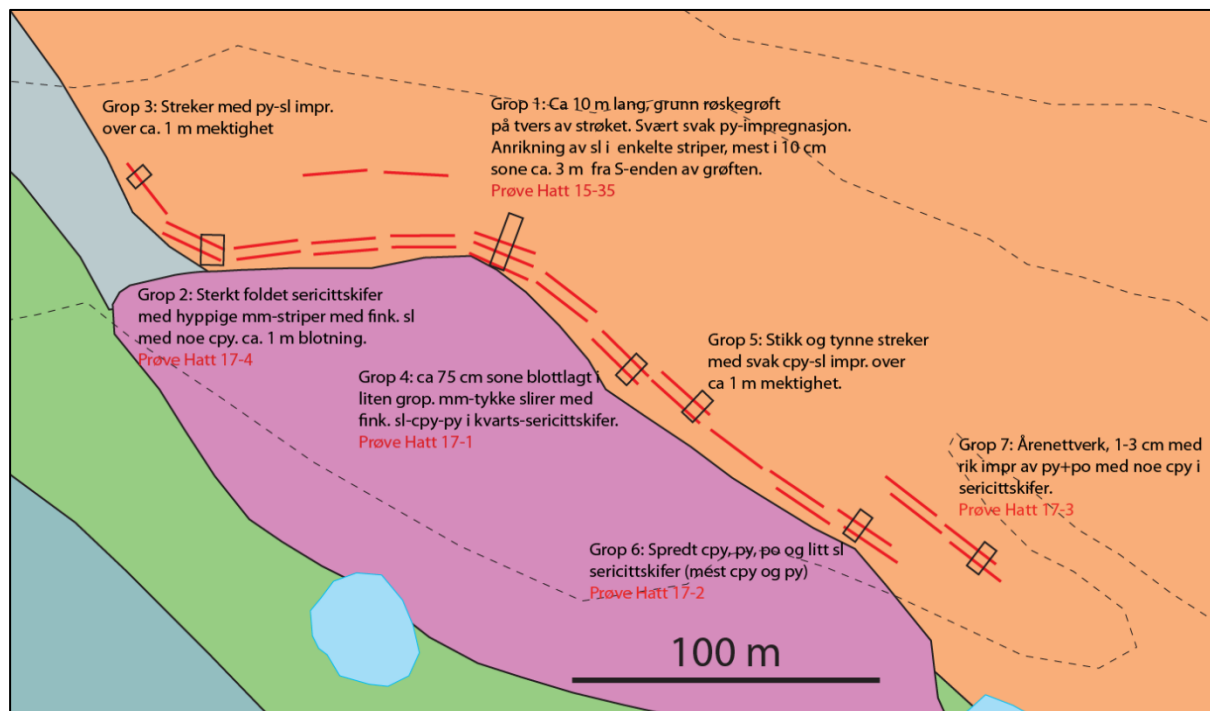 Grop 3: Streker med py-sl impr.
over ca. 1 m mektighet
Grop 1: Ca 10 m lang, grunn røskegrøft
på tvers av strøket. Svært svak py-impregnasjon.
Anrikning av sl i enkelte striper, mest i 10 cm
sone ca. 3 m fra S-enden av grøften.
Prøve Hatt 15-35
Grop 2: Sterkt foldet sericittskifer
med hyppige mm-striper med fink. sl
med noe cpy. ca. 1 m blotning.
Prøve Hatt 17-4
Grop 4: ca 75 cm sone blottlagt i
liten grop. mm-tykke slirer med
fink. sl-cpy-py i kvarts-sericittskifer.
Prøve Hatt 17-1
Grop 5: Stikk og tynne streker
med svak cpy-sl impr. over
ca 1 m mektighet.
Grop 7: Årenettverk, 1-3 cm med
rik impr av py+po med noe cpy i
sericittskifer.
Prøve Hatt 17-3
Grop 6: Spredt cpy, py, po og litt sl
sericittskifer (mest cpy og py)
Prøve Hatt 17-2
100 m